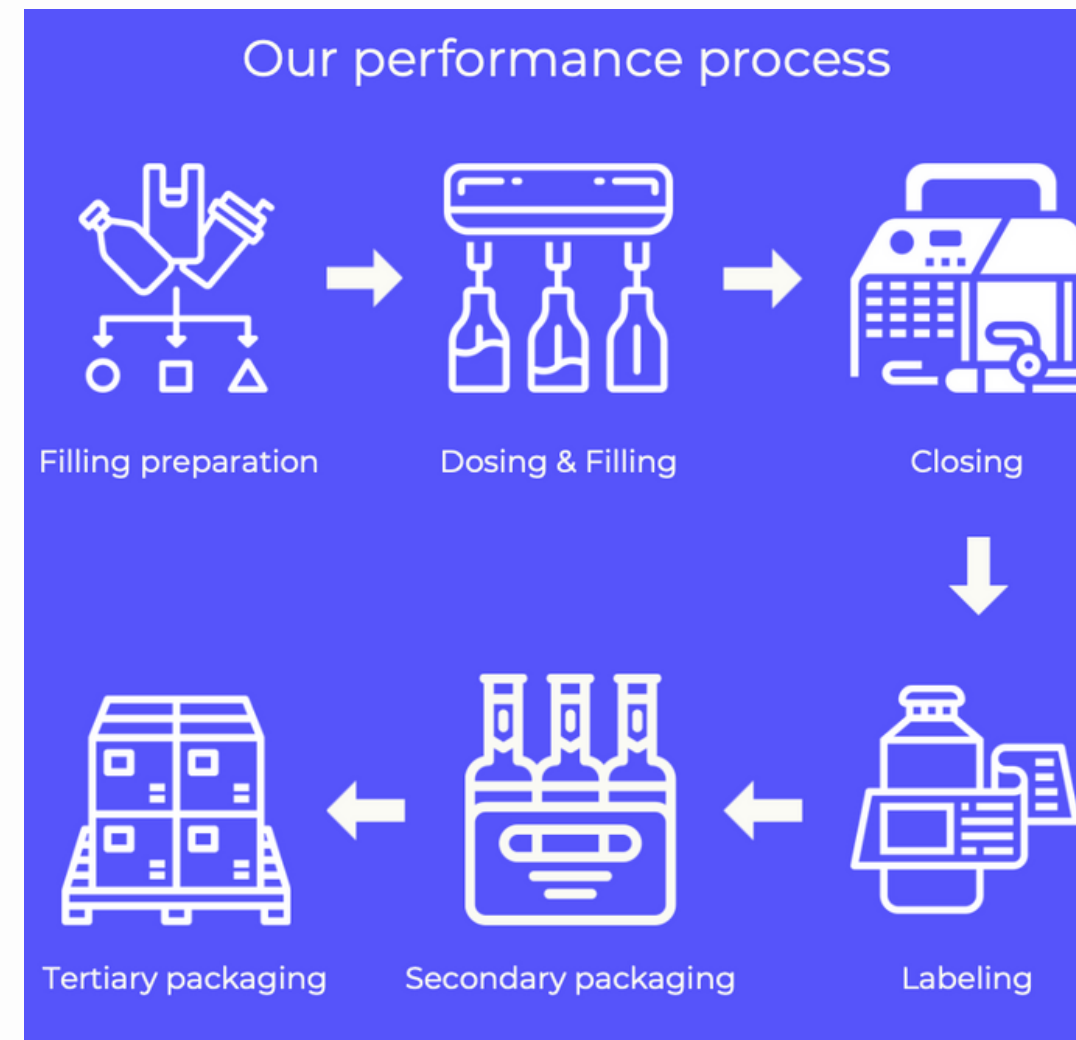 Our performance process
Filling preparation
Dosing & Filling
Closing
Tertiary packaging
Secondary packaging
Labeling